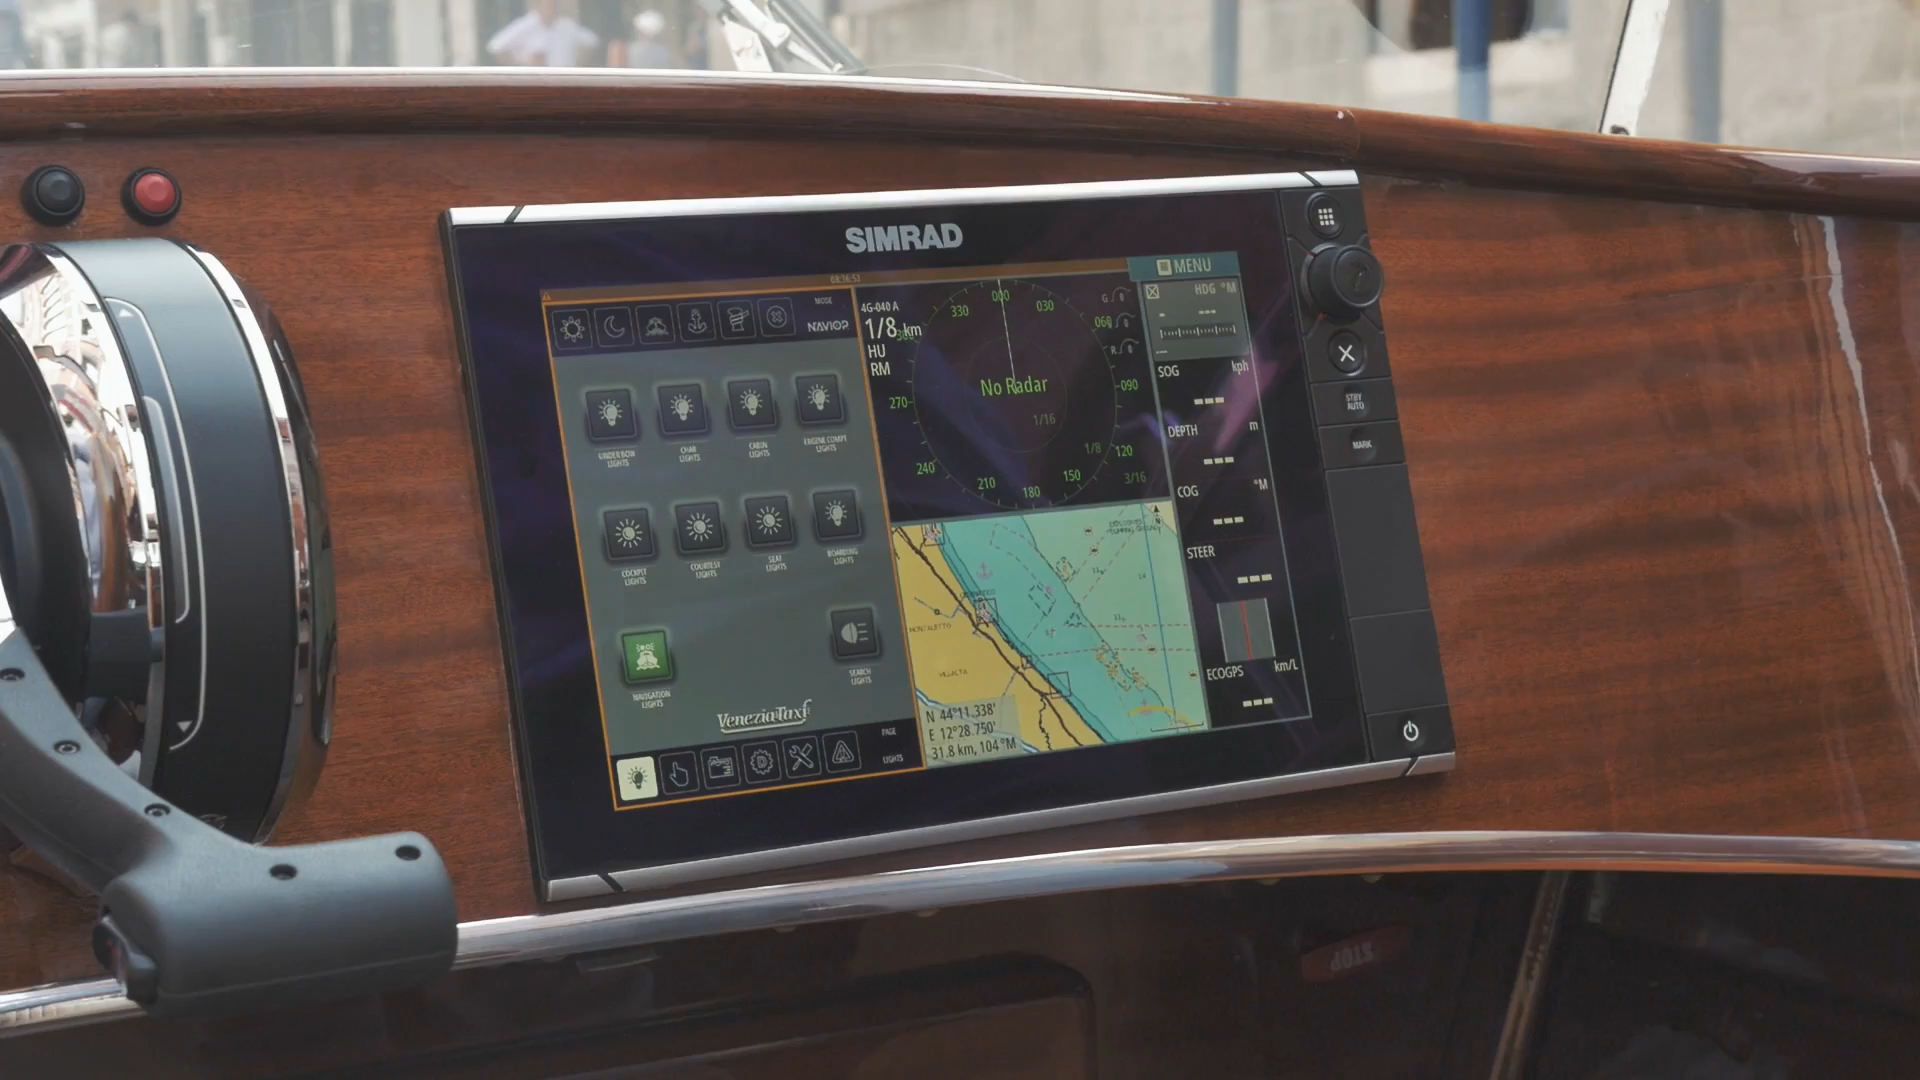 SIMRAD
MENU
MODE
NAVIOP
4G-040 A
1/8 km
HU
RM
No Radar
330
000
030
060
090
120
150
180
210
240
270
1/16
1/8
3/16
G
R
HDG °M
SOG kph
DEPTH m
COG °M
STEER
ECOGPS km/L
UNDERBOW
LIGHTS
CABIN
LIGHTS
ENGINE COMPT
LIGHTS
COCKPIT
LIGHTS
COURTESY
LIGHTS
SEAT
LIGHTS
BOARDING
LIGHTS
NAVIGATION
LIGHTS
SEARCH
LIGHTS
VeneziaTaxi
PAGE
LIGHTS
N 44°11.338'
E 12°28.750'
31.8 km, 104 °M
STBY
AUTO
MARK
STOP